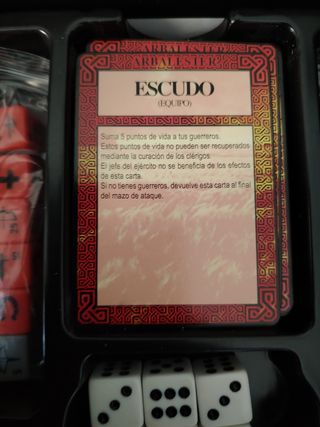 ARBALESTER
ARBALESTER
ESCUDO
(EQUIPO)
Suma 5 puntos de vida a tus guerreros.
Estos puntos de vida no pueden ser recuperados
mediante la curación de los clérigos.
El jefe del ejército no se beneficia de los efectos
de esta carta.
Si no tienes guerreros, devuelve esta carta al final
del mazo de ataque.